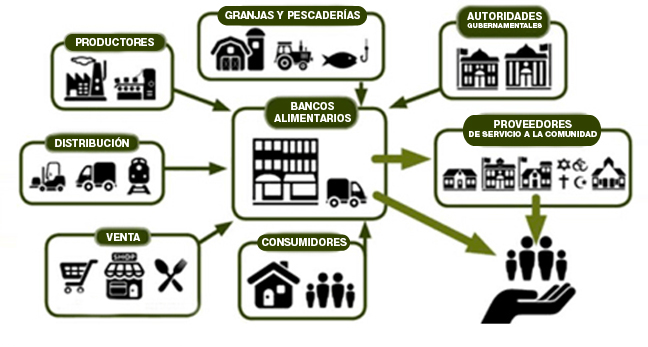 GRANJAS Y PESCADERÍAS
AUTORIDADES
GUBERNAMENTALES
PRODUCTORES
BANCOS
ALIMENTARIOS
PROVEEDORES
DE SERVICIO A LA COMUNIDAD
DISTRIBUCIÓN
VENTA
SHOP
CONSUMIDORES